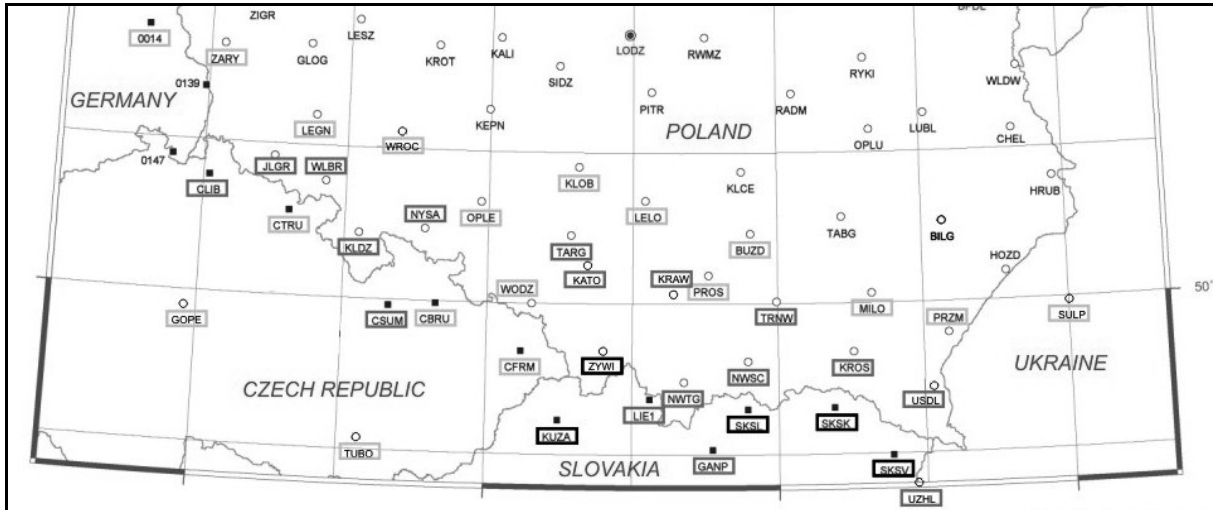 ZIGR
LESZ
0014
ZARY
GLOG
KROT
KALI
LODZ
RWMZ
SIDZ
RYKI
WLDW
0139
GERMANY
PITR
RADM
LEGN
KEPN
WROC
POLAND
LUBL
OPLU
CHEL
0147
JLGR
WLBR
KLOB
KLCE
CLIB
HRUB
CTRU
NYSA
OPLE
LELO
TABG
BILG
KLDZ
TARG
BUZD
HOZD
KATO
KRAW
PROS
WODZ
50°
GOPE
CSUM
CBRU
TRNW
MILO
PRZM
SULP
CFRM
ZYWI
NWSC
KROS
UKRAINE
CZECH REPUBLIC
NWTG
USDL
LIE1
KUZA
SKSL
SKSK
TUBO
SLOVAKIA
GANP
SKSV
UZHL